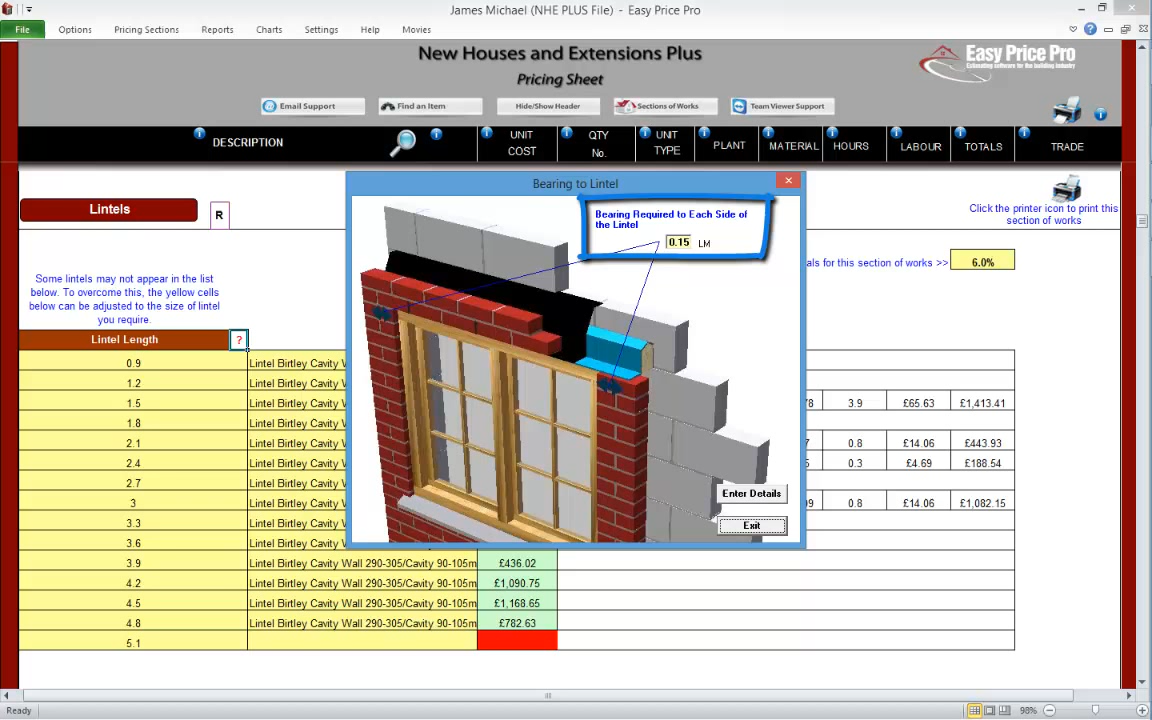 James Michael (NHE PLUS File) - Easy Price Pro
File Options Pricing Sections Reports Charts Settings Help Movies
New Houses and Extensions Plus
Pricing Sheet
Easy Price Pro
Estimating software for the building industry
Email Support Find an Item Hide/Show Header Sections of Works Team Viewer Support
DESCRIPTION UNIT COST QTY No. UNIT TYPE PLANT MATERIAL HOURS LABOUR TOTALS TRADE
Bearing to Lintel
Lintels R
Click the printer icon to print this
section of works
Bearing Required to Each Side of
the Lintel
0.15 LM
als for this section of works >> 6.0%
Some lintels may not appear in the list
below. To overcome this, the yellow cells
below can be adjusted to the size of lintel
you require.
Lintel Length ?
0.9 Lintel Birtley Cavity
1.2 Lintel Birtley Cavity
1.5 Lintel Birtley Cavity 3.9 £65.63 £1,413.41
1.8 Lintel Birtley Cavity
2.1 Lintel Birtley Cavity 0.8 £14.06 £443.93
2.4 Lintel Birtley Cavity 0.3 £4.69 £188.54
2.7 Lintel Birtley Cavity
3 Lintel Birtley Cavity 0.8 £14.06 £1,082.15
3.3 Lintel Birtley Cavity
3.6 Lintel Birtley Cavity
Enter Details
Exit
3.9 Lintel Birtley Cavity Wall 290-305/Cavity 90-105m £436.02
4.2 Lintel Birtley Cavity Wall 290-305/Cavity 90-105m £1,090.75
4.5 Lintel Birtley Cavity Wall 290-305/Cavity 90-105m £1,168.65
4.8 Lintel Birtley Cavity Wall 290-305/Cavity 90-105m £782.63
5.1
Ready 98%